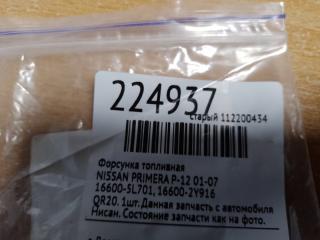 224937
старый 112200434
Форсунка топливная
NISSAN PRIMERA P-12 01-07
16600-5L701, 16600-2Y916
QR20. 1шт. Данная запчасть с автомобиля
Нисан. Состояние запчасти как на фото.